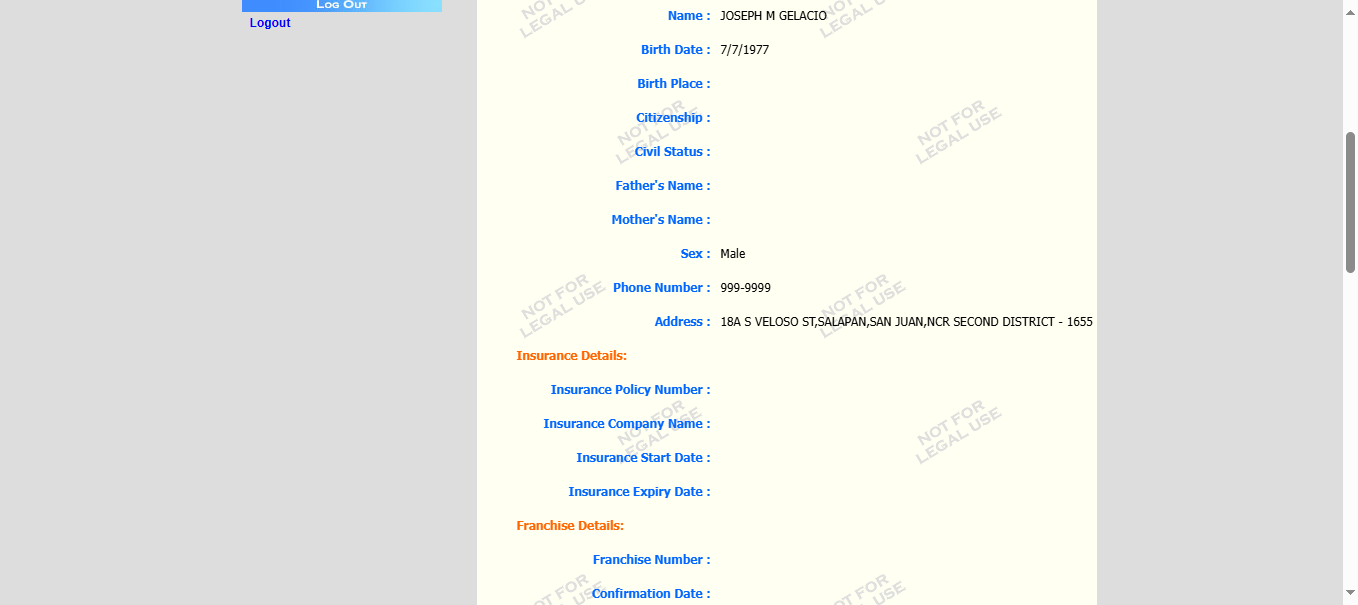 LOG OUT
Logout
Name : JOSEPH M GELACIO
Birth Date : 7/7/1977
Birth Place :
Citizenship :
Civil Status :
Father's Name :
Mother's Name :
Sex : Male
Phone Number : 999-9999
Address : 18A S VELOSO ST,SALAPAN,SAN JUAN,NCR SECOND DISTRICT - 1655
Insurance Details:
Insurance Policy Number :
Insurance Company Name :
Insurance Start Date :
Insurance Expiry Date :
Franchise Details:
Franchise Number :
Confirmation Date :
NOT FOR
LEGAL USE
NOT FOR
LEGAL USE
NOT FOR
LEGAL USE
NOT FOR
LEGAL USE
NOT FOR
LEGAL USE
NOT FOR
LEGAL USE
NOT FOR
LEGAL USE
NOT FOR
LEGAL USE
NOT FOR
LEGAL USE
NOT FOR
LEGAL USE